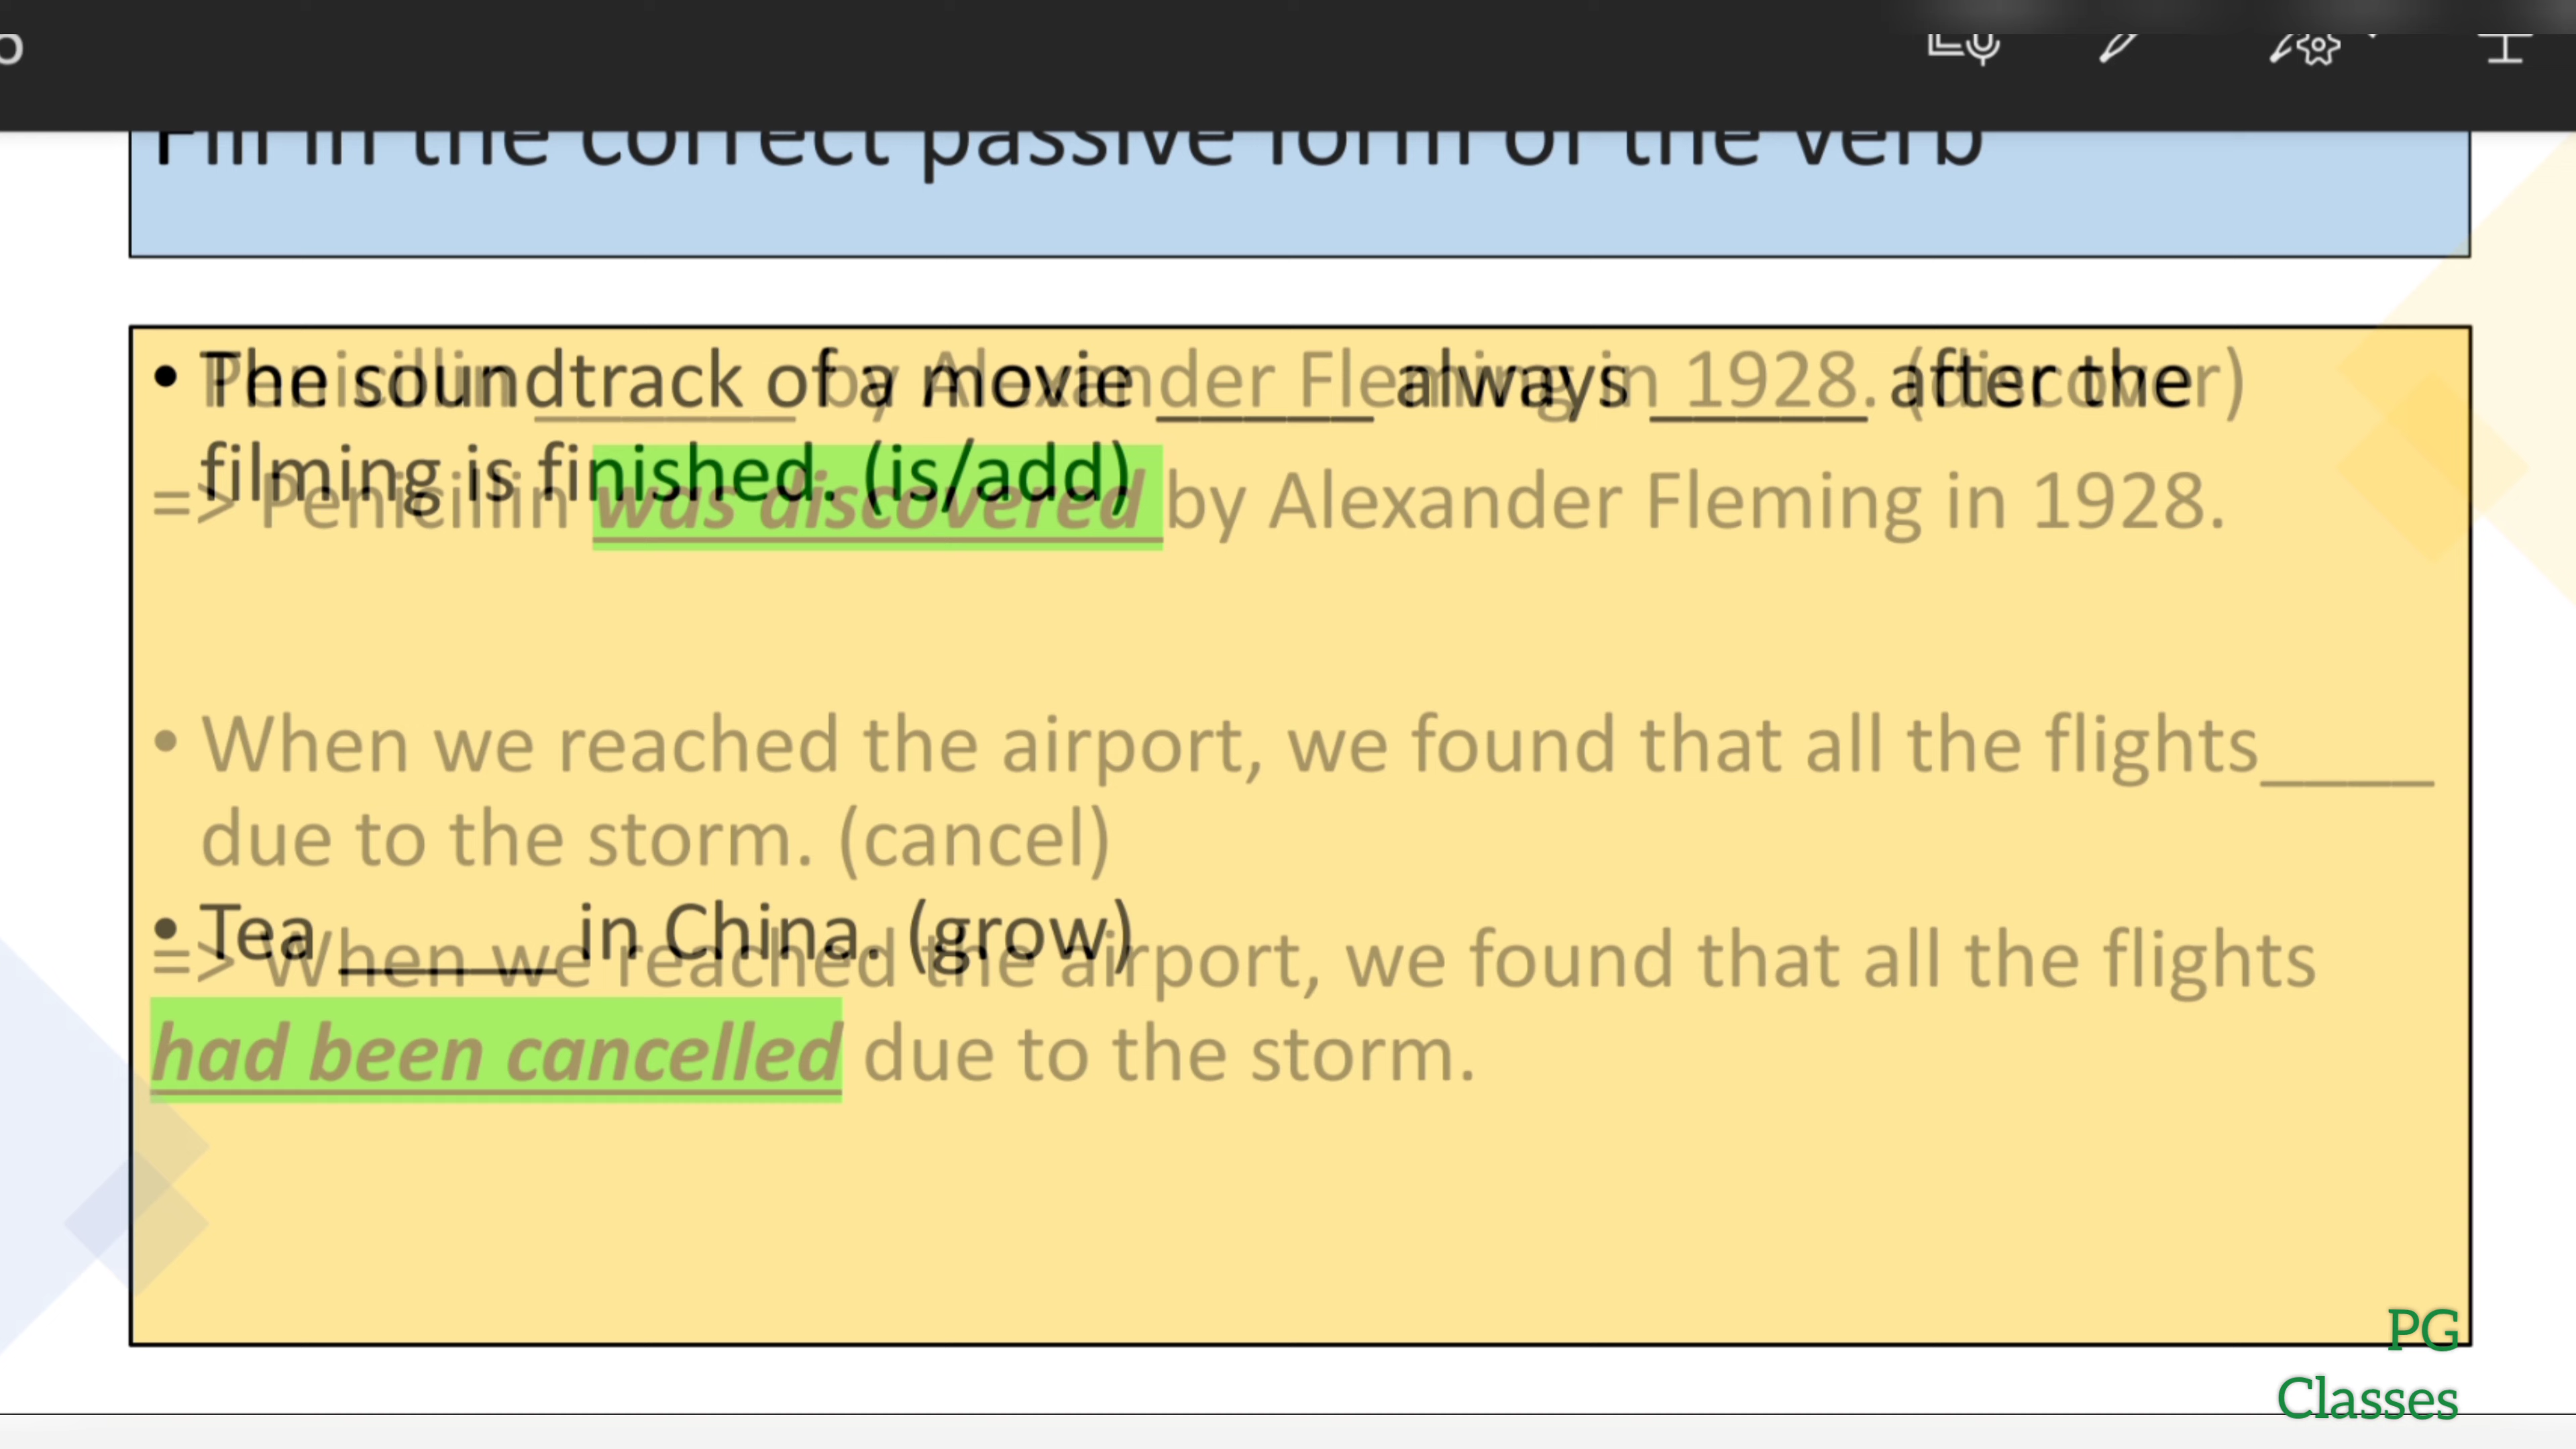 Fill in the correct passive form of the verb
• The soundtrack of a movie _____ always _____ after the
filming is finished. (is/add)
Penicillin ______ by Alexander Fleming in 1928. (discover)
=> Penicillin was discovered by Alexander Fleming in 1928.
• When we reached the airport, we found that all the flights____
due to the storm. (cancel)
• Tea _____ in China. (grow)
=> When we reached the airport, we found that all the flights
had been cancelled due to the storm.
PG
Classes